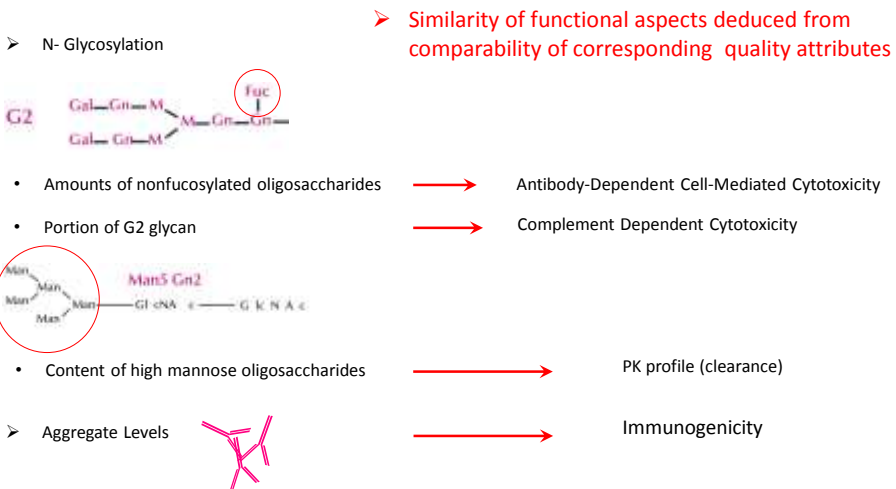 ➢ Similarity of functional aspects deduced from
comparability of corresponding quality attributes
➢ N- Glycosylation
Fuc
G2
Gal Gn M
M Gn Gn
Gal Gn M
• Amounts of nonfucosylated oligosaccharides Antibody-Dependent Cell-Mediated Cytotoxicity
• Portion of G2 glycan Complement Dependent Cytotoxicity
Man
Man Man5 Gn2
Man Man Gl cNA c G k N A c
Man
• Content of high mannose oligosaccharides PK profile (clearance)
➢ Aggregate Levels Immunogenicity